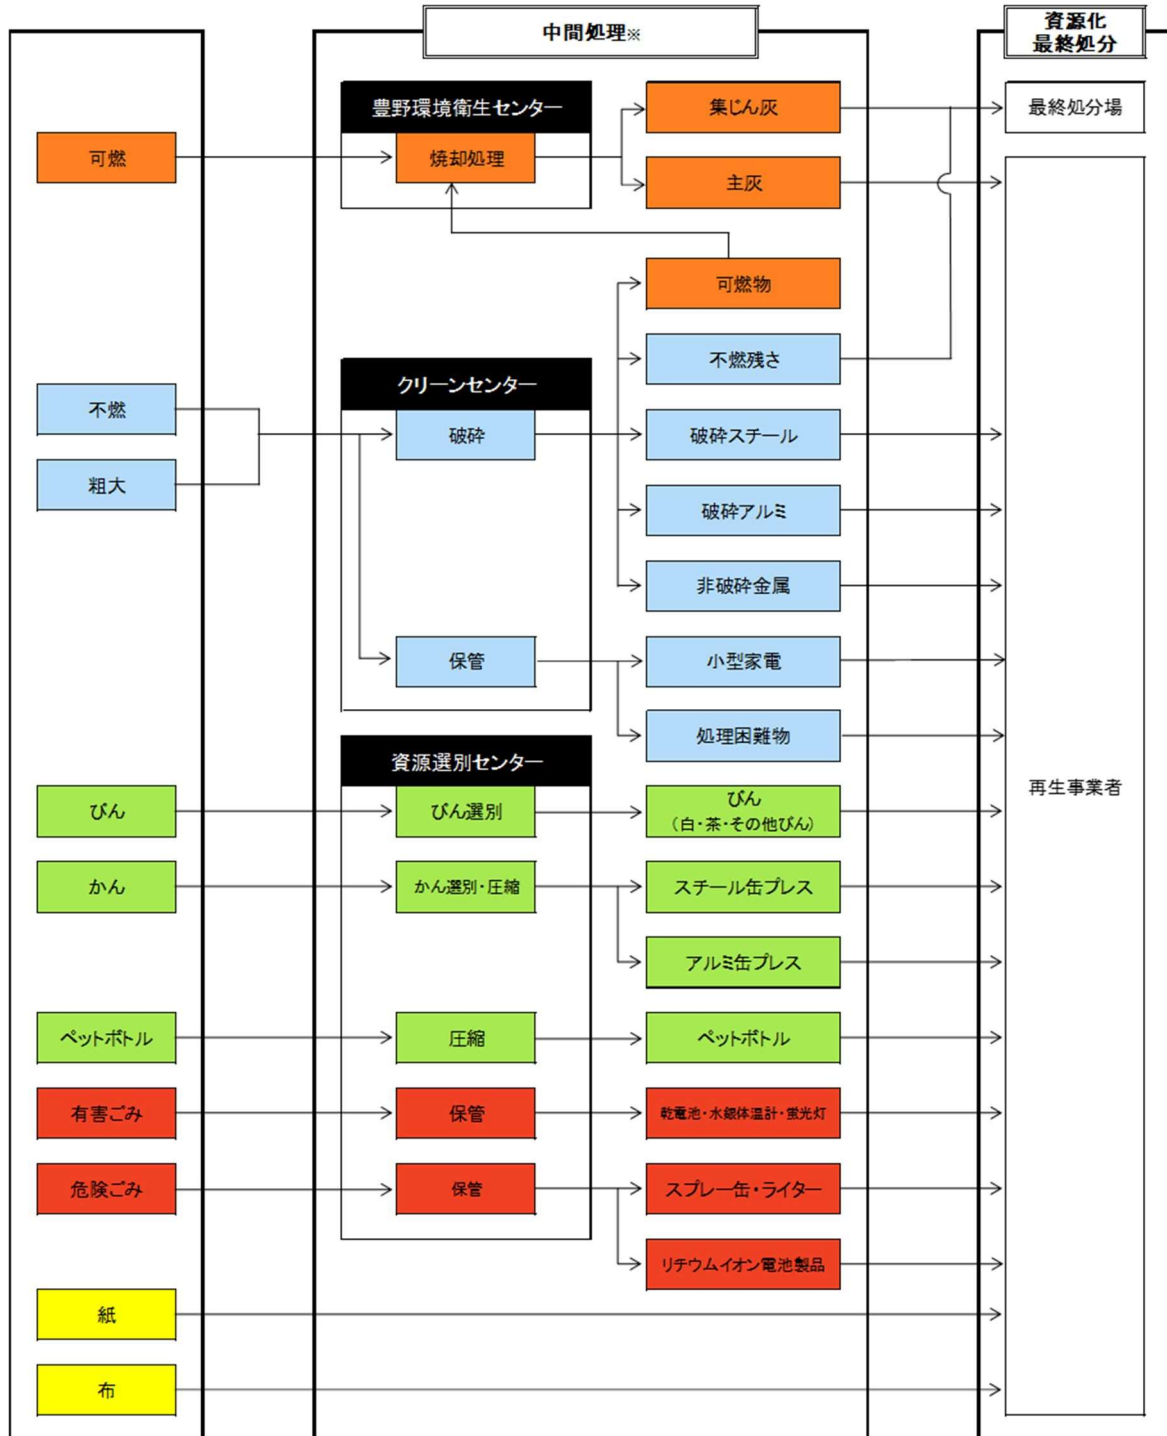 中間処理※
資源化
最終処分
豊野環境衛生センター
集じん灰
最終処分場
可燃
焼却処理
主灰
可燃物
不燃残さ
クリーンセンター
不燃
破砕
破砕スチール
粗大
破砕アルミ
非破砕金属
保管
小型家電
処理困難物
資源選別センター
再生事業者
びん
びん選別
びん
(白・茶・その他びん)
かん
かん選別・圧縮
スチール缶プレス
アルミ缶プレス
ペットボトル
圧縮
ペットボトル
有害ごみ
保管
乾電池・水銀体温計・蛍光灯
危険ごみ
保管
スプレー缶・ライター
リチウムイオン電池製品
紙
布